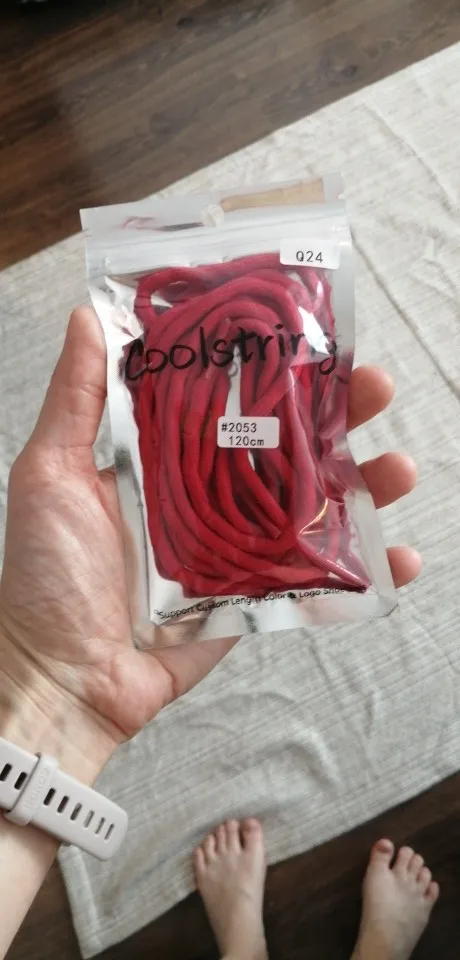 Q24
Coolstring
#2053
120cm
*Support Custom Length Color & Logo